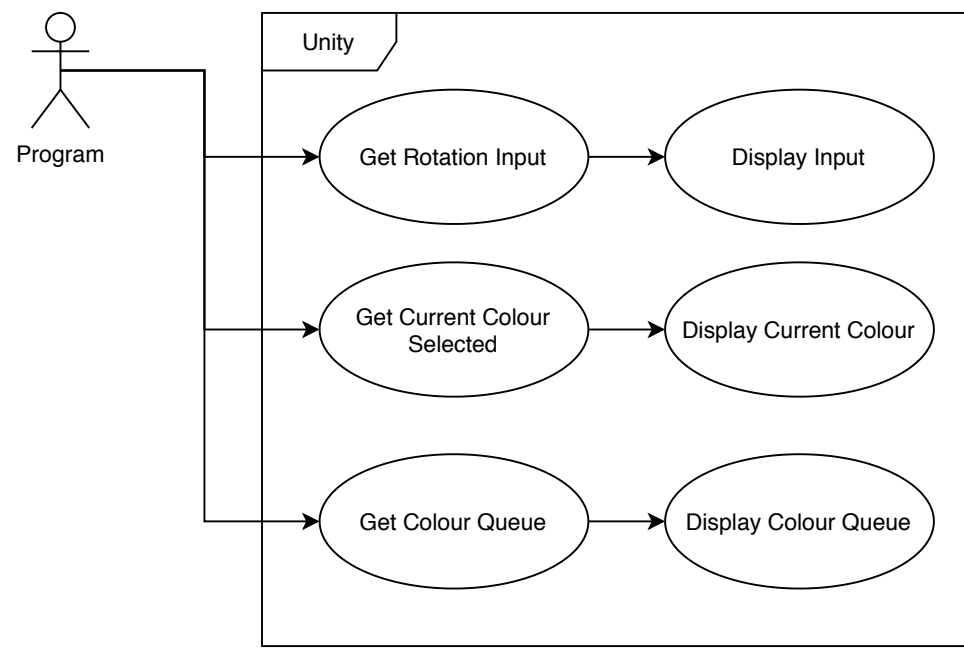 Unity
Program
Get Rotation Input
Display Input
Get Current Colour
Selected
Display Current Colour
Get Colour Queue
Display Colour Queue